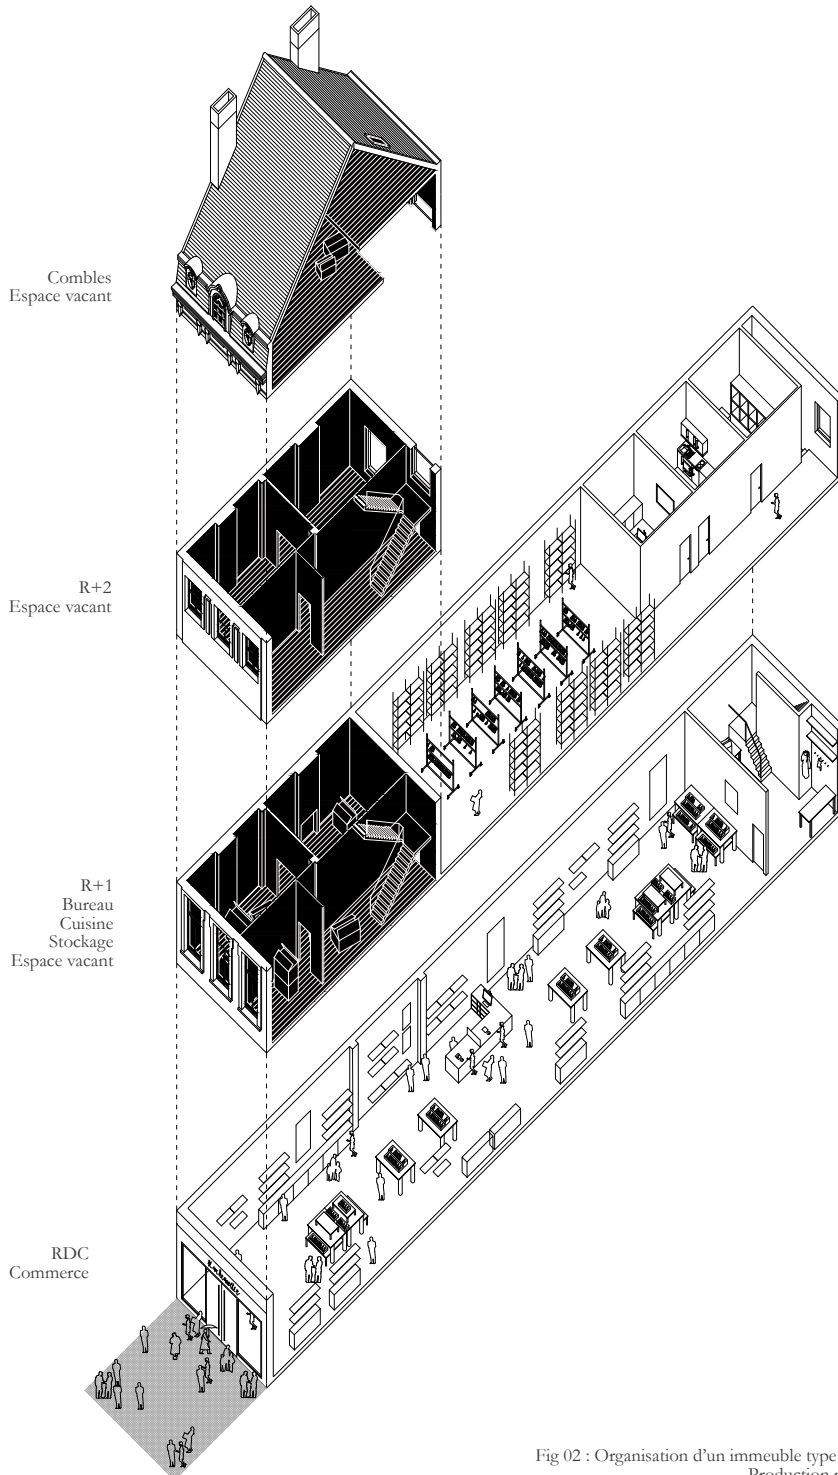 Combles
Espace vacant
R+2
Espace vacant
R+1
Bureau
Cuisine
Stockage
Espace vacant
RDC
Commerce
Fig 02 : Organisation d'un immeuble type
Production